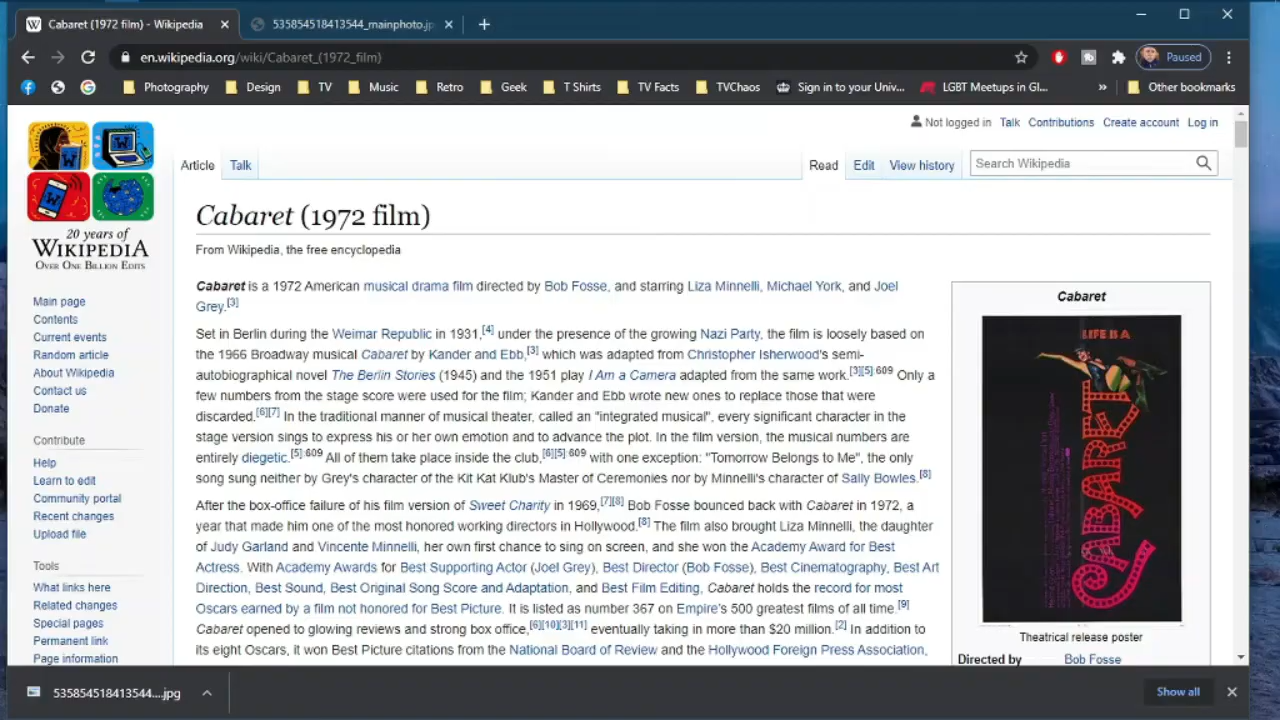 Cabaret (1972 film) - Wikipedia
535854518413544_mainphoto.jp
en.wikipedia.org/wiki/Cabaret_(1972_film)
Paused
Photography Design TV Music Retro Geek T Shirts TV Facts TVChaos Sign in to your Univ... LGBT Meetups in Gl... » Other bookmarks
Not logged in Talk Contributions Create account Log in
Article Talk Read Edit View history Search Wikipedia
20 years of
WIKIPEDIA
OVER ONE BILLION EDITS
Main page
Contents
Current events
Random article
About Wikipedia
Contact us
Donate
Contribute
Help
Learn to edit
Community portal
Recent changes
Upload file
Tools
What links here
Related changes
Special pages
Permanent link
Page information
Cabaret (1972 film)
From Wikipedia, the free encyclopedia
Cabaret is a 1972 American musical drama film directed by Bob Fosse, and starring Liza Minnelli, Michael York, and Joel
Grey.[3]
Set in Berlin during the Weimar Republic in 1931,[4] under the presence of the growing Nazi Party, the film is loosely based on
the 1966 Broadway musical Cabaret by Kander and Ebb,[3] which was adapted from Christopher Isherwood's semi-
autobiographical novel The Berlin Stories (1945) and the 1951 play I Am a Camera adapted from the same work.[3][5] 609 Only a
few numbers from the stage score were used for the film; Kander and Ebb wrote new ones to replace those that were
discarded.[6][7] In the traditional manner of musical theater, called an "integrated musical", every significant character in the
stage version sings to express his or her own emotion and to advance the plot. In the film version, the musical numbers are
entirely diegetic.[5]:609 All of them take place inside the club,[6][5] 609 with one exception: "Tomorrow Belongs to Me", the only
song sung neither by Grey's character of the Kit Kat Klub's Master of Ceremonies nor by Minnelli's character of Sally Bowles.[8]
After the box-office failure of his film version of Sweet Charity in 1969,[7][8] Bob Fosse bounced back with Cabaret in 1972, a
year that made him one of the most honored working directors in Hollywood.[8] The film also brought Liza Minnelli, the daughter
of Judy Garland and Vincente Minnelli, her own first chance to sing on screen, and she won the Academy Award for Best
Actress. With Academy Awards for Best Supporting Actor (Joel Grey), Best Director (Bob Fosse), Best Cinematography, Best Art
Direction, Best Sound, Best Original Song Score and Adaptation, and Best Film Editing, Cabaret holds the record for most
Oscars earned by a film not honored for Best Picture. It is listed as number 367 on Empire's 500 greatest films of all time.[9]
Cabaret opened to glowing reviews and strong box office,[6][10][3][11] eventually taking in more than $20 million.[2] In addition to
its eight Oscars, it won Best Picture citations from the National Board of Review and the Hollywood Foreign Press Association,
Cabaret
LIFE IS A
CABARET
Theatrical release poster
Directed by Bob Fosse
535854518413544....jpg
Show all